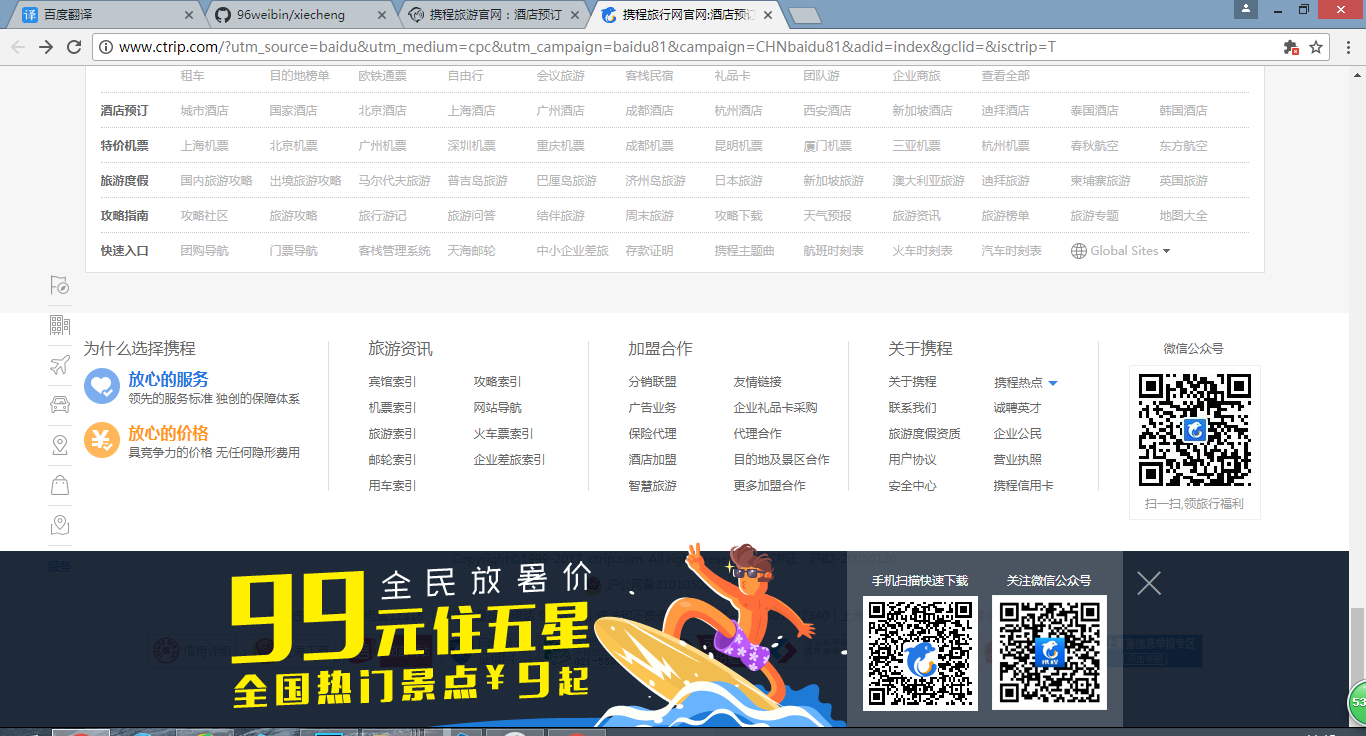 百度翻译
96weibin/xiecheng
携程旅游官网：酒店预订
携程旅行网官网:酒店预订
www.ctrip.com/?utm_source=baidu&utm_medium=cpc&utm_campaign=baidu81&campaign=CHNbaidu81&adid=index&gclid=&isctrip=T
租车 目的地榜单 欧铁通票 自由行 会议旅游 客栈民宿 礼品卡 团队游 企业商旅 查看全部
酒店预订 城市酒店 国家酒店 北京酒店 上海酒店 广州酒店 成都酒店 杭州酒店 西安酒店 新加坡酒店 迪拜酒店 泰国酒店 韩国酒店
特价机票 上海机票 北京机票 广州机票 深圳机票 重庆机票 成都机票 昆明机票 厦门机票 三亚机票 杭州机票 春秋航空 东方航空
旅游度假 国内旅游攻略 出境旅游攻略 马尔代夫旅游 普吉岛旅游 巴厘岛旅游 济州岛旅游 日本旅游 新加坡旅游 澳大利亚旅游 迪拜旅游 柬埔寨旅游 英国旅游
攻略指南 攻略社区 旅游攻略 旅行游记 旅游问答 结伴旅游 周末旅游 攻略下载 天气预报 旅游资讯 旅游榜单 旅游专题 地图大全
快速入口 团购导航 门票导航 客栈管理系统 天海邮轮 中小企业差旅 存款证明 携程主题曲 航班时刻表 火车时刻表 汽车时刻表 Global Sites
为什么选择携程
放心的服务
领先的服务标准 独创的保障体系
放心的价格
具竞争力的价格 无任何隐形费用
旅游资讯
宾馆索引 攻略索引
机票索引 网站导航
旅游索引 火车票索引
邮轮索引 企业差旅索引
用车索引
加盟合作
分销联盟 友情链接
广告业务 企业礼品卡采购
保险代理 代理合作
酒店加盟 目的地及景区合作
智慧旅游 更多加盟合作
关于携程
关于携程 携程热点
联系我们 诚聘英才
旅游度假资质 企业公民
用户协议 营业执照
安全中心 携程信用卡
微信公众号
扫一扫,领旅行福利
服务
全民放暑价
99元住五星
全国热门景点¥9起
手机扫描快速下载
关注微信公众号
携程
53